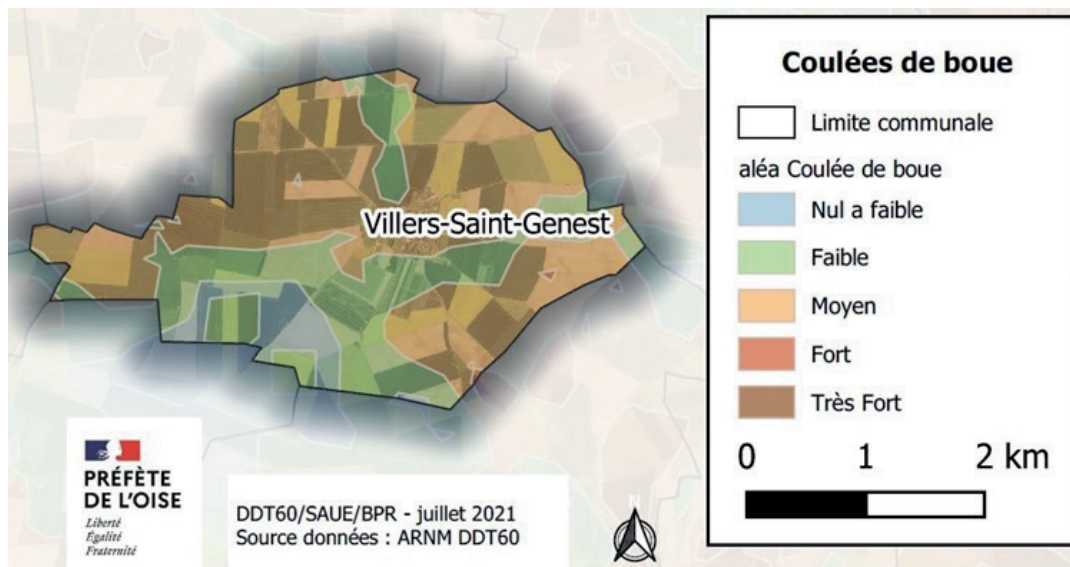 Villers-Saint-Genest
PRÉFÈTE
DE L'OISE
Liberté
Égalité
Fraternité
DDT60/SAUE/BPR - juillet 2021
Source données : ARNM DDT60
N
Coulées de boue
Limite communale
aléa Coulée de boue
Nul a faible
Faible
Moyen
Fort
Très Fort
0 1 2 km